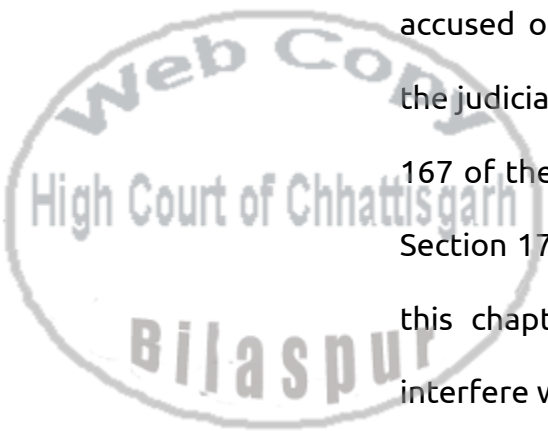 Web Copy
High Court of Chhattisgarh
Bilaspur
accused o
the judicia
167 of the
Section 17
this chapt
interfere w